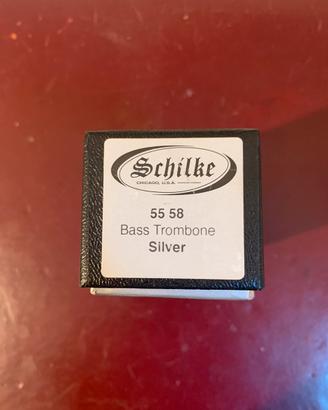 Schilke
CHICAGO, U.S.A.
55 58
Bass Trombone
Silver